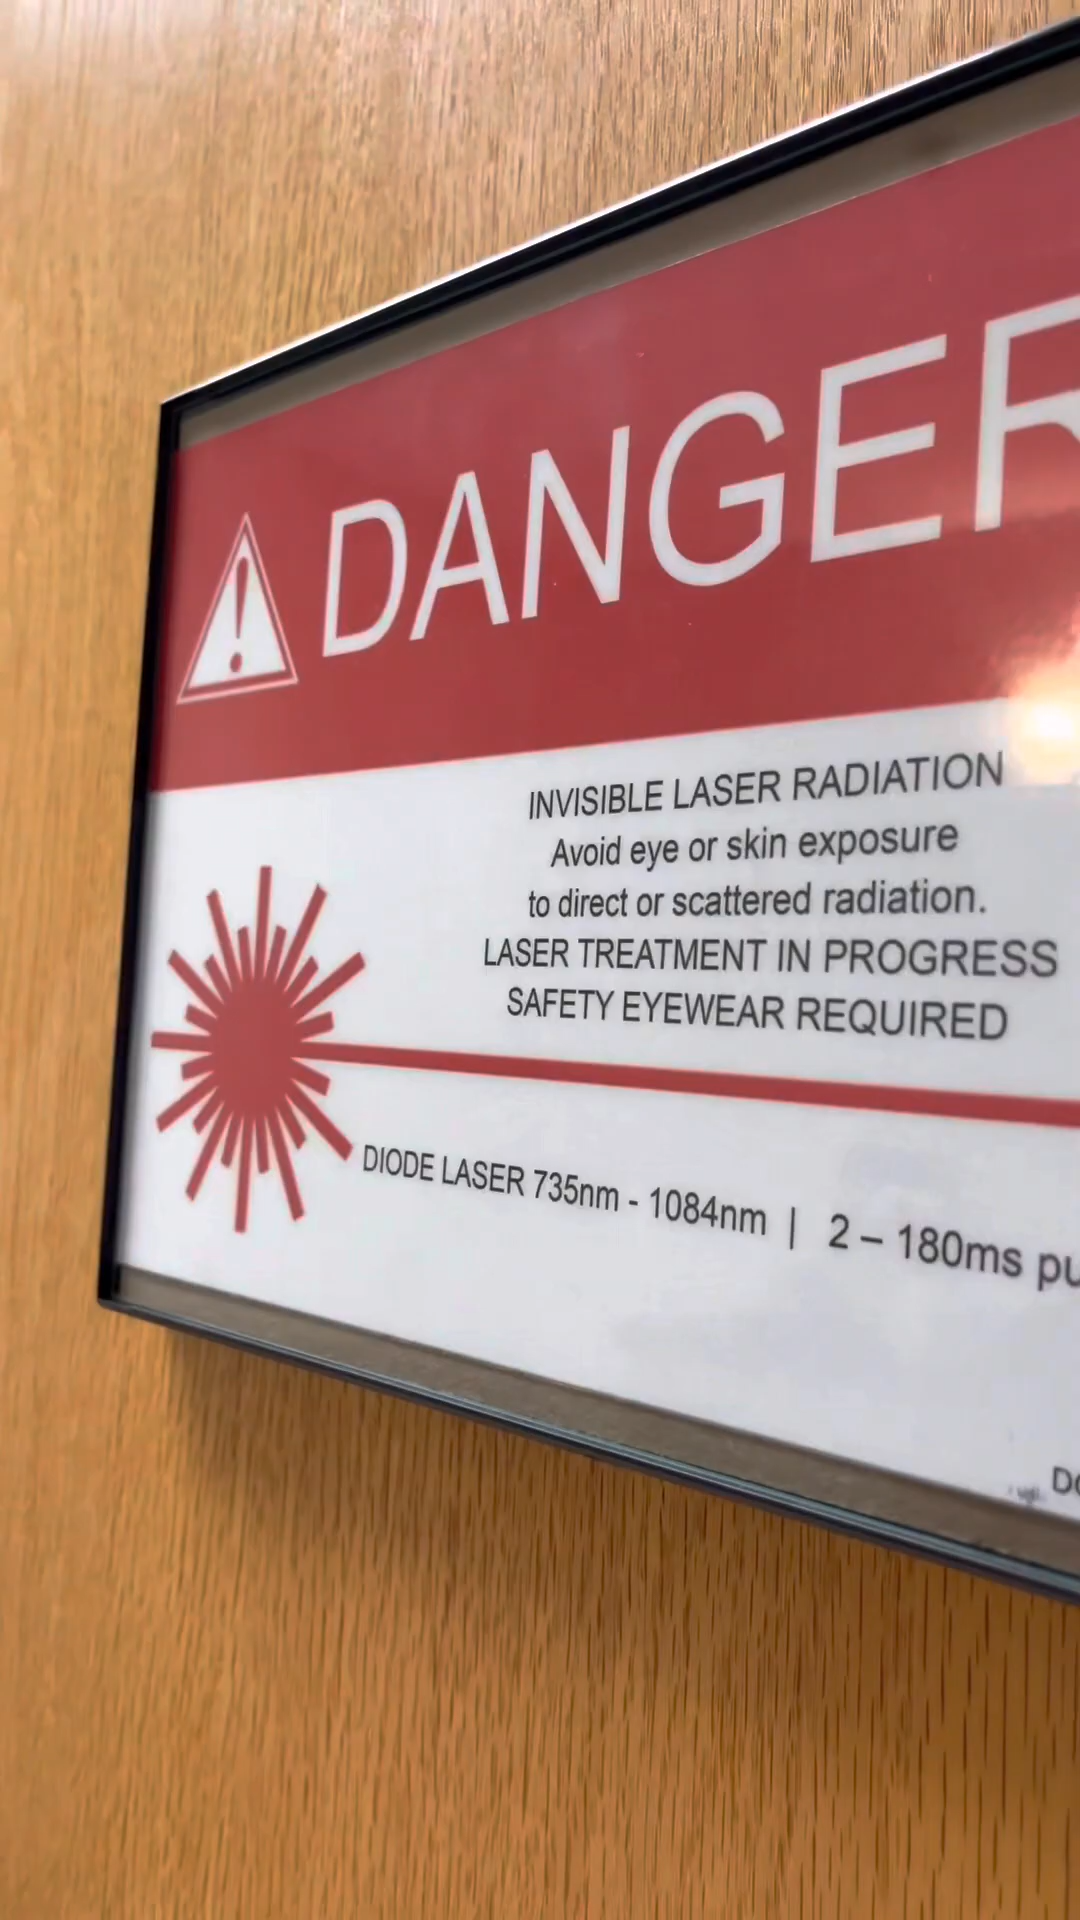 DANGER
INVISIBLE LASER RADIATION
Avoid eye or skin exposure
to direct or scattered radiation.
LASER TREATMENT IN PROGRESS
SAFETY EYEWEAR REQUIRED
DIODE LASER 735nm - 1084nm | 2 – 180ms